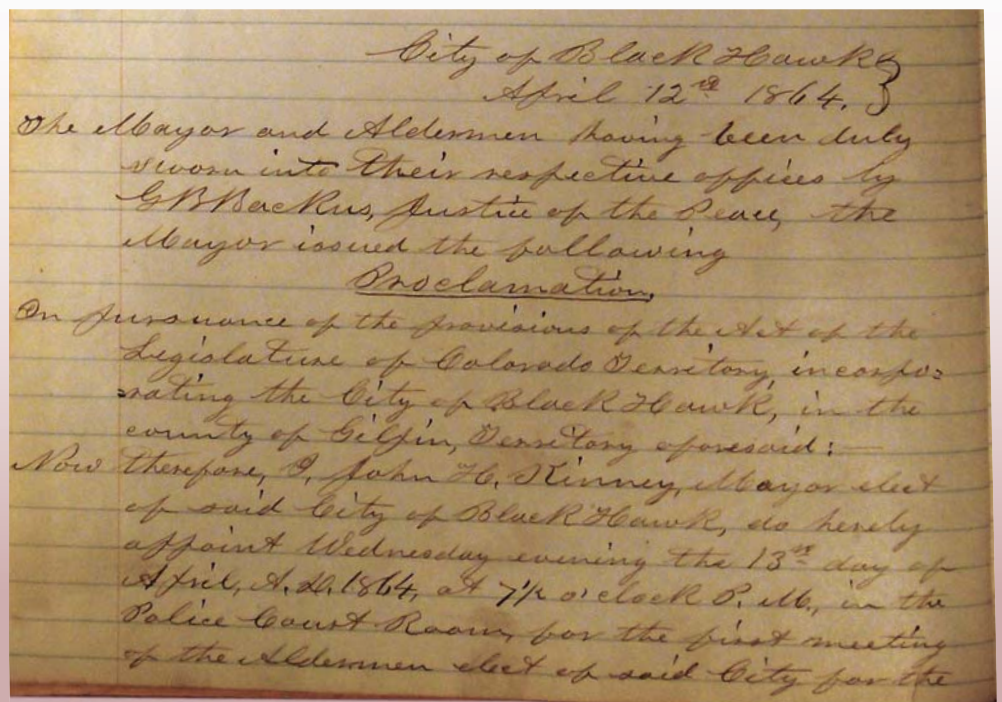 City of Black Hawk }
April 12th 1864. }
The Mayor and Aldermen having been duly
sworn into their respective offices by
G B Backus, Justice of the Peace, the
Mayor issued the following
Proclamation,
In pursuance of the provisions of the Act of the
Legislature of Colorado Territory, incorpo=
=rating the City of Black Hawk, in the
county of Gilpin, Territory aforesaid:
Now therefore, I, John H. Kinney, Mayor elect
of said City of Black Hawk, do hereby
appoint Wednesday evening the 13th day of
April, A.D. 1864, at 7½ o'clock P. M., in the
Police Court Room, for the first meeting
of the Aldermen elect of said City for the